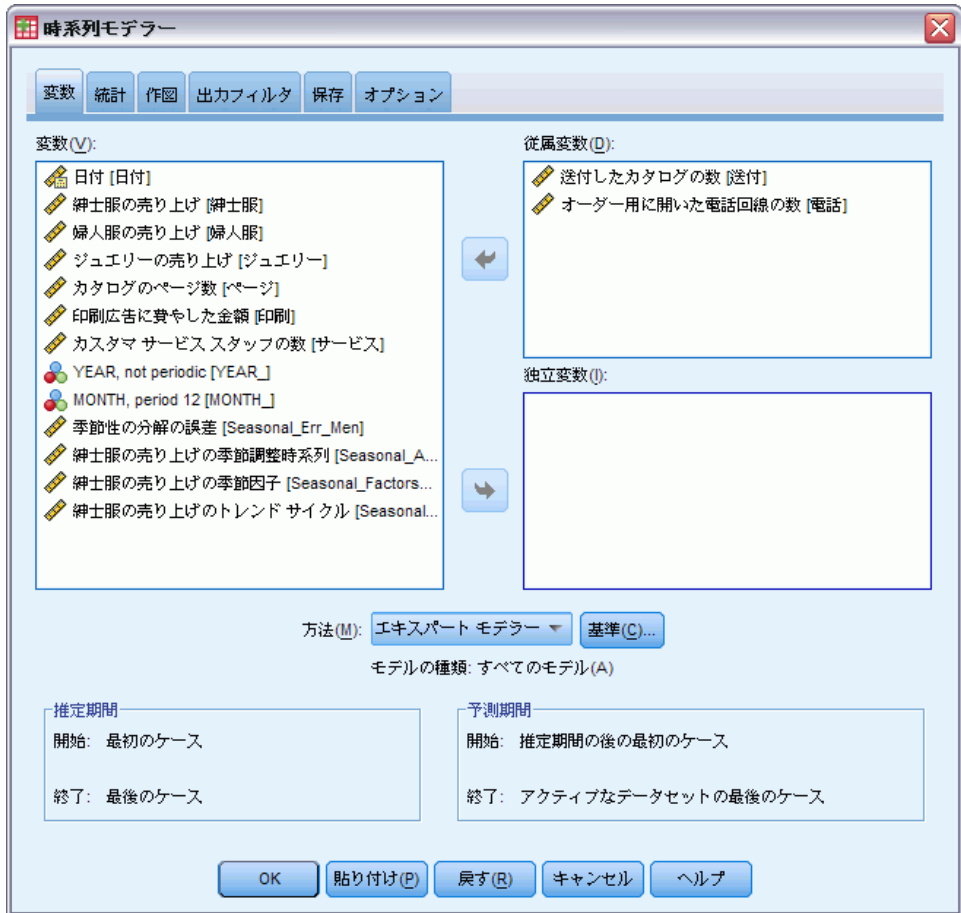 時系列モデラー
変数 統計 作図 出力フィルタ 保存 オプション
変数(V):
日付 [日付]
紳士服の売り上げ [紳士服]
婦人服の売り上げ [婦人服]
ジュエリーの売り上げ [ジュエリー]
カタログのページ数 [ページ]
印刷広告に費やした金額 [印刷]
カスタマ サービス スタッフの数 [サービス]
YEAR, not periodic [YEAR_]
MONTH, period 12 [MONTH_]
季節性の分解の誤差 [Seasonal_Err_Men]
紳士服の売り上げの季節調整時系列 [Seasonal_A...
紳士服の売り上げの季節因子 [Seasonal_Factors...
紳士服の売り上げのトレンド サイクル [Seasonal...
従属変数(D):
送付したカタログの数 [送付]
オーダー用に開いた電話回線の数 [電話]
独立変数(I):
方法(M): エキスパート モデラー 基準(C)...
モデルの種類: すべてのモデル(A)
推定期間
開始: 最初のケース
終了: 最後のケース
予測期間
開始: 推定期間の後の最初のケース
終了: アクティブなデータセットの最後のケース
OK 貼り付け(P) 戻す(R) キャンセル ヘルプ